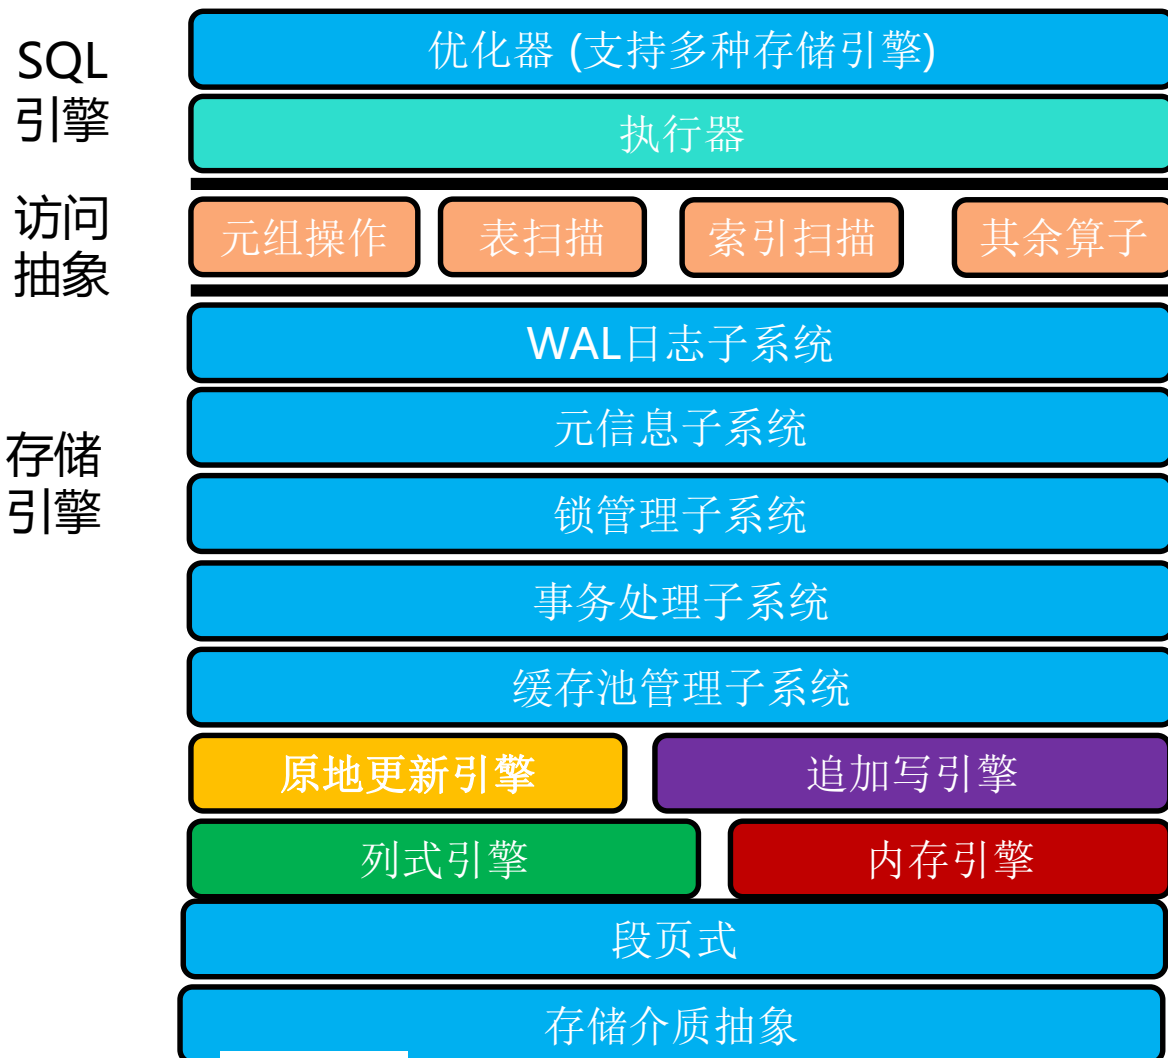 SQL
引擎
优化器 (支持多种存储引擎)
执行器
访问
抽象
元组操作
表扫描
索引扫描
其余算子
存储
引擎
WAL日志子系统
元信息子系统
锁管理子系统
事务处理子系统
缓存池管理子系统
原地更新引擎
追加写引擎
列式引擎
内存引擎
段页式
存储介质抽象